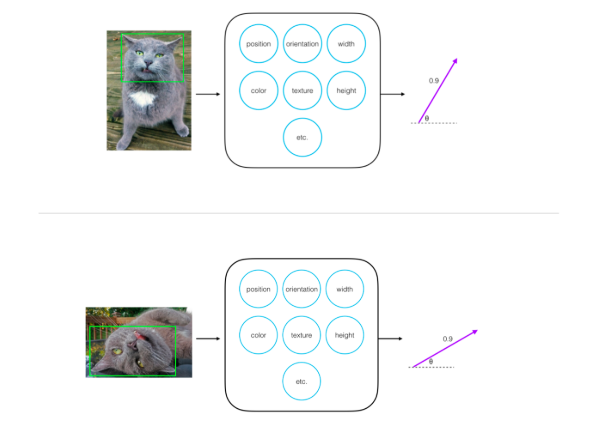 position orientation width
0.9
color texture height
θ
etc.
position orientation width
color texture height
0.9
θ
etc.